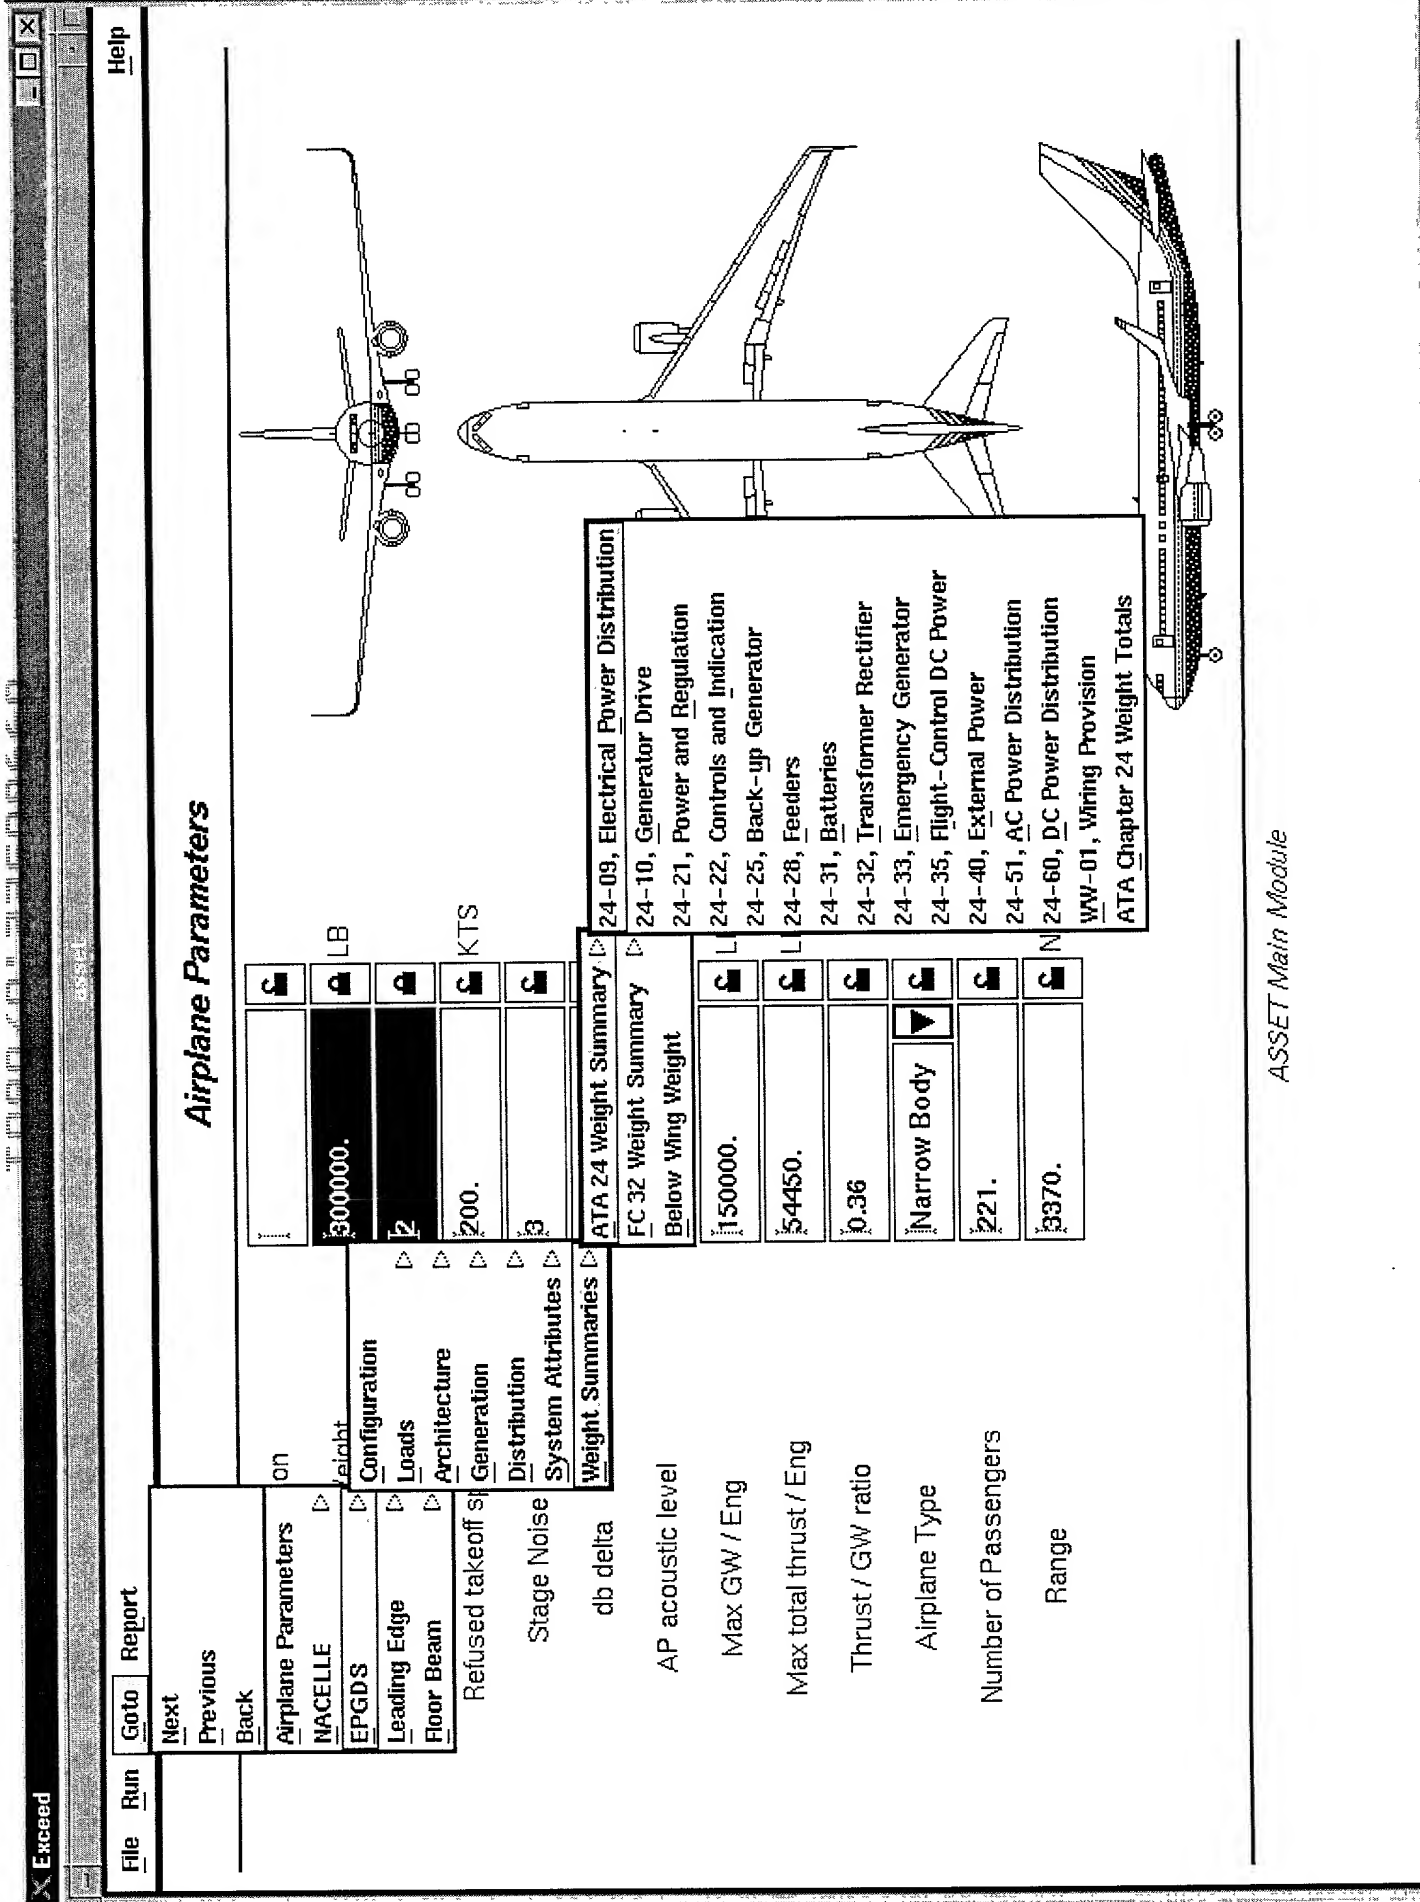 Exceed
File Run Goto Report Help
Airplane Parameters
Next
Previous
Back
Airplane Parameters
NACELLE
EPGDS
Leading Edge
Floor Beam
Configuration
Loads
Architecture
Generation
Distribution
System Attributes
Weight Summaries
ATA 24 Weight Summary
FC 32 Weight Summary
Below Wing Weight
24-09, Electrical Power Distribution
24-10, Generator Drive
24-21, Power and Regulation
24-22, Controls and Indication
24-25, Back-up Generator
24-28, Feeders
24-31, Batteries
24-32, Transformer Rectifier
24-33, Emergency Generator
24-35, Flight-Control DC Power
24-40, External Power
24-51, AC Power Distribution
24-60, DC Power Distribution
WW-01, Wiring Provision
ATA Chapter 24 Weight Totals
on
eight 300000. LB
2
Refused takeoff sp 200. KTS
Stage Noise 3
db delta
AP acoustic level
Max GW / Eng 150000. L
Max total thrust / Eng 54450. L
Thrust / GW ratio 0.36
Airplane Type Narrow Body
Number of Passengers 221.
Range 3370. N
ASSET Main Module